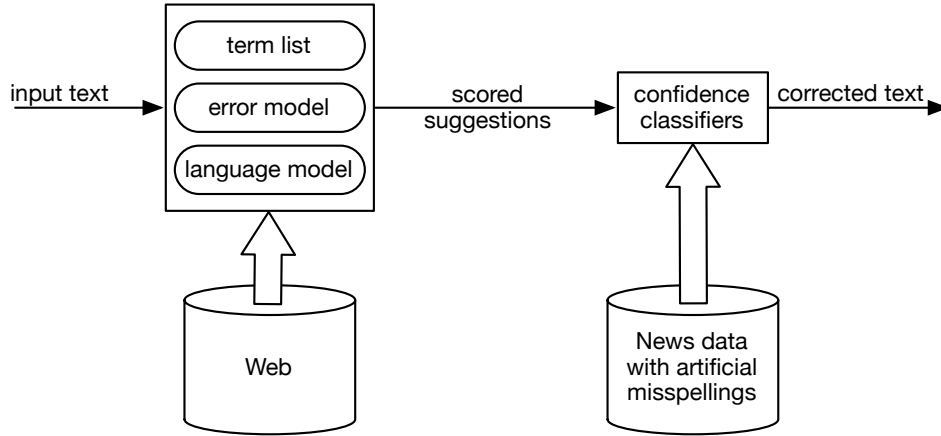 term list
input text
error model
scored
suggestions
confidence
classifiers
corrected text
language model
Web
News data
with artificial
misspellings